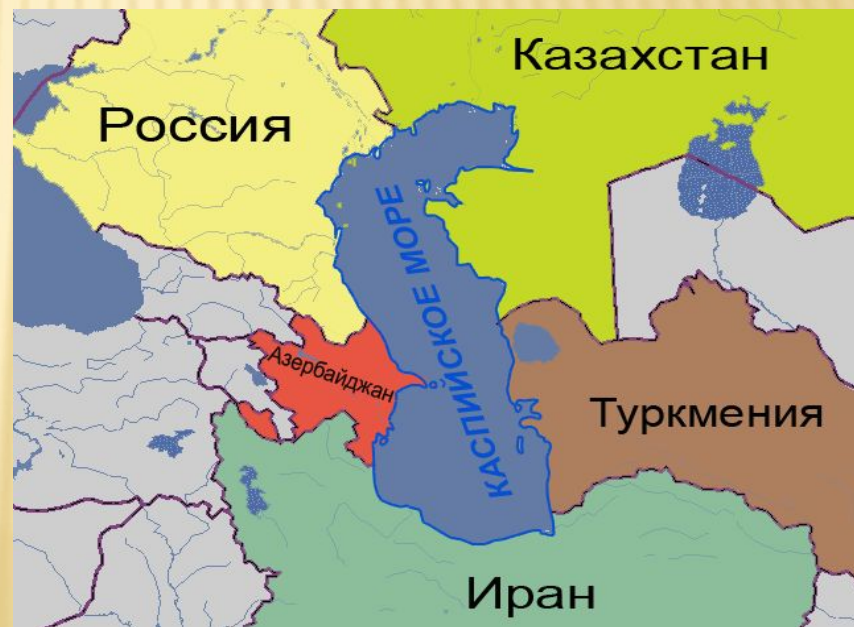 Казахстан
Россия
КАСПИЙСКОЕ МОРЕ
Азербайджан
Туркмения
Иран